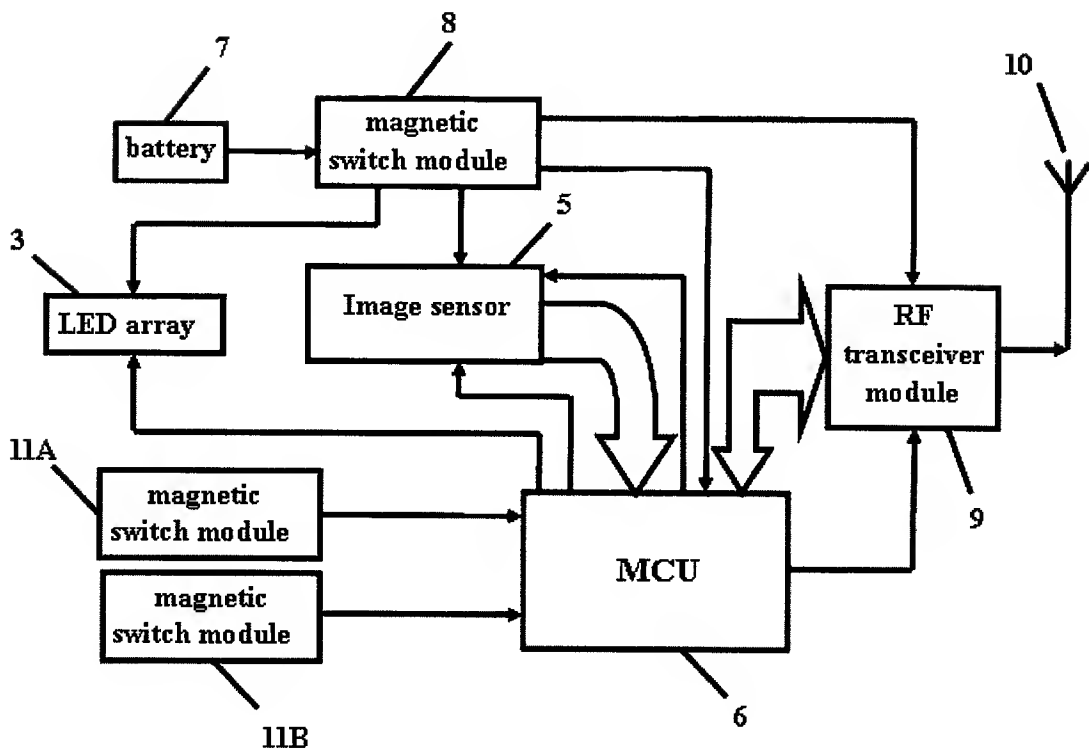 8
7
10
magnetic
switch module
battery
5
3
Image sensor
LED array
RF
transceiver
module
11A
magnetic
switch module
9
MCU
magnetic
switch module
6
11B